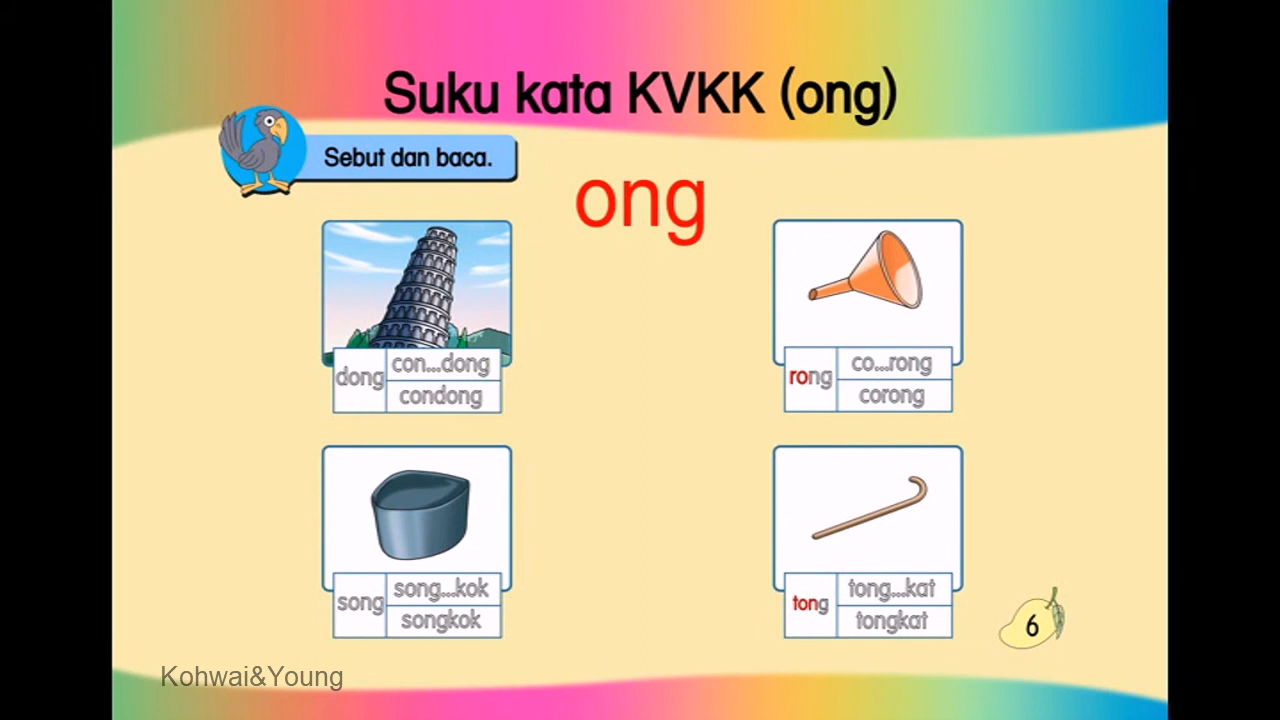 Suku kata KVKK (ong)
Sebut dan baca.
ong
dong
con...dong
condong
rong
co...rong
corong
song
song...kok
songkok
tong
tong...kat
tongkat
6
Kohwai&Young